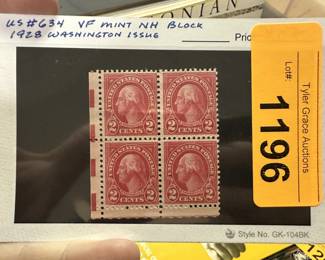 ONIAN
US #634 VF MINT NH BLOCK
1928 WASHINGTON ISSUE
Pric
Lot#:
1196
Tyler Grace Auctions
UNITED STATES POSTAGE
2 CENTS 2
UNITED STATES POSTAGE
2 CENTS 2
UNITED STATES POSTAGE
2 CENTS 2
UNITED STATES POSTAGE
2 CENTS 2
Style No. GK-104BK
12